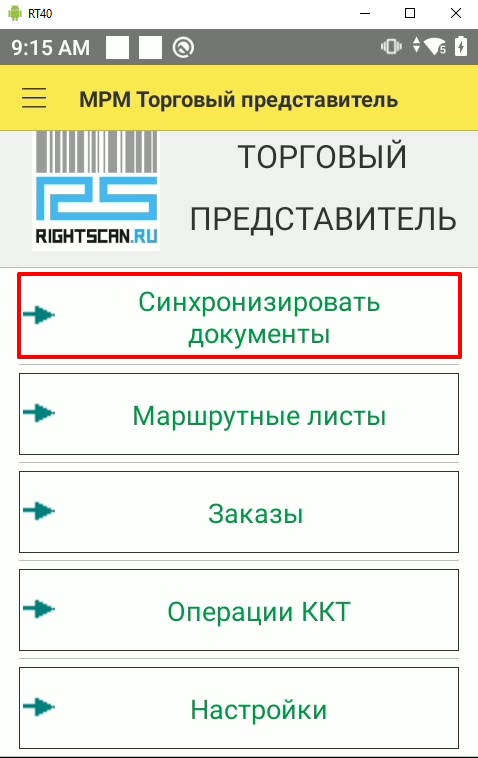 RT40
9:15 AM
5
МРМ Торговый представитель
RIGHTSCAN.RU
ТОРГОВЫЙ
ПРЕДСТАВИТЕЛЬ
Синхронизировать
документы
Маршрутные листы
Заказы
Операции ККТ
Настройки